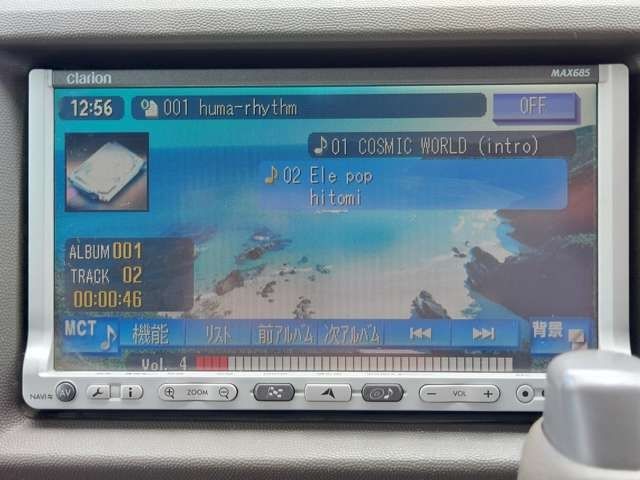 clarion MAX685
12:56 001 huma-rhythm OFF
01 COSMIC WORLD (intro)
02 Ele pop
hitomi
ALBUM 001
TRACK 02
00:00:46
MCT 機能 リスト 前アルバム 次アルバム 背景
Vol. 4
NAVI AV i ZOOM − VOL +